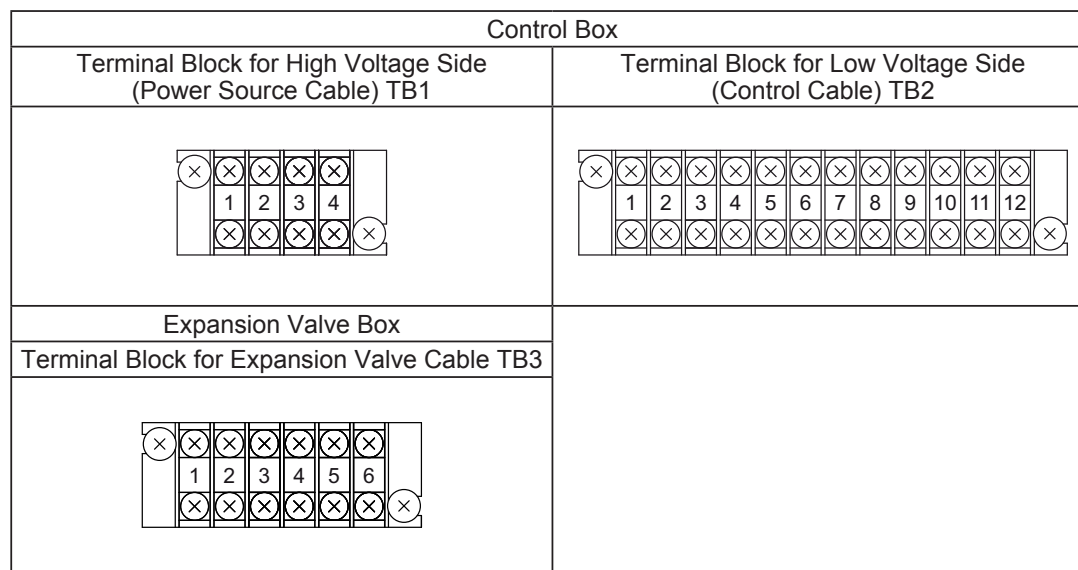 Control Box
Terminal Block for High Voltage Side
(Power Source Cable) TB1
Terminal Block for Low Voltage Side
(Control Cable) TB2
1 2 3 4
1 2 3 4 5 6 7 8 9 10 11 12
Expansion Valve Box
Terminal Block for Expansion Valve Cable TB3
1 2 3 4 5 6